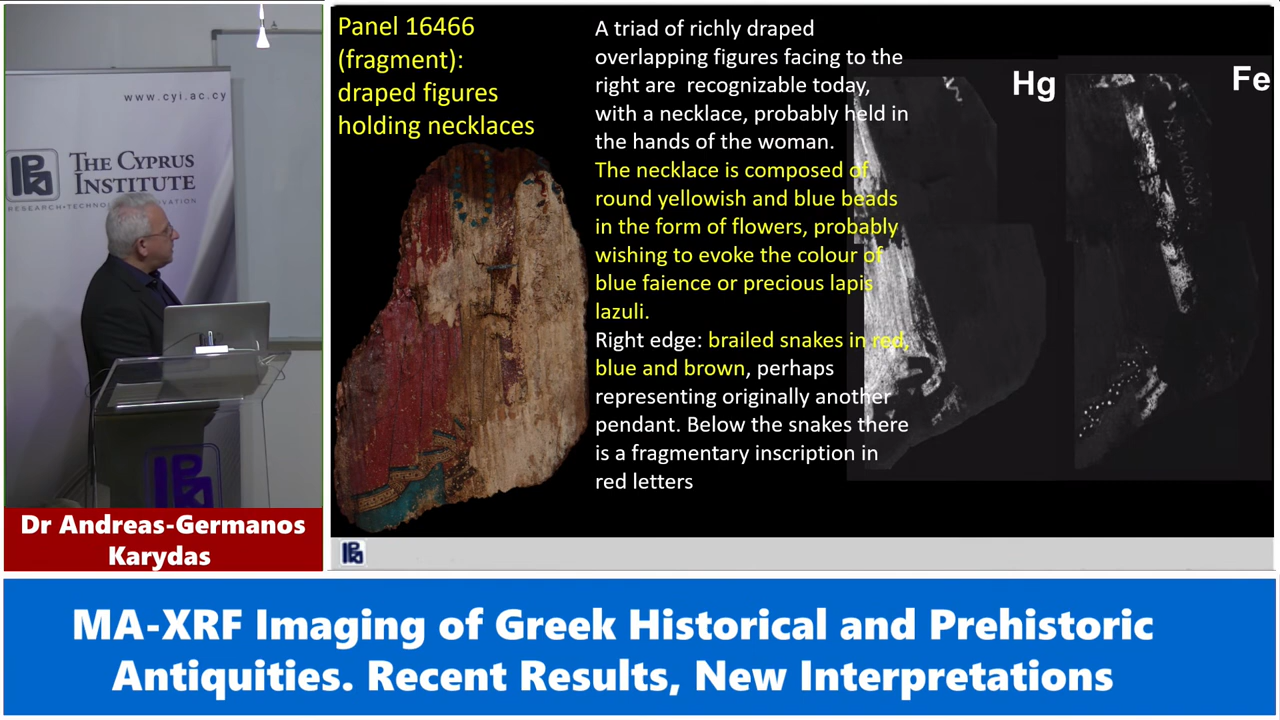 www.cyi.ac.cy
THE CYPRUS
INSTITUTE
Panel 16466
(fragment):
draped figures
holding necklaces
A triad of richly draped
overlapping figures facing to the
right are recognizable today,
with a necklace, probably held in
the hands of the woman.
The necklace is composed of
round yellowish and blue beads
in the form of flowers, probably
wishing to evoke the colour of
blue faience or precious lapis
lazuli.
Right edge: brailed snakes in red,
blue and brown, perhaps
representing originally another
pendant. Below the snakes there
is a fragmentary inscription in
red letters
Hg
Fe
Dr Andreas-Germanos
Karydas
MA-XRF Imaging of Greek Historical and Prehistoric
Antiquities. Recent Results, New Interpretations